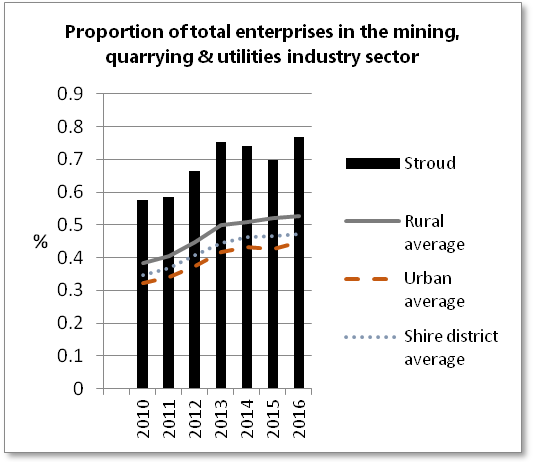 Proportion of total enterprises in the mining,
quarrying & utilities industry sector
0.9
0.8
0.7
0.6
0.5
0.4
0.3
0.2
0.1
0
%
2010
2011
2012
2013
2014
2015
2016
Stroud
Rural
average
Urban
average
Shire district
average